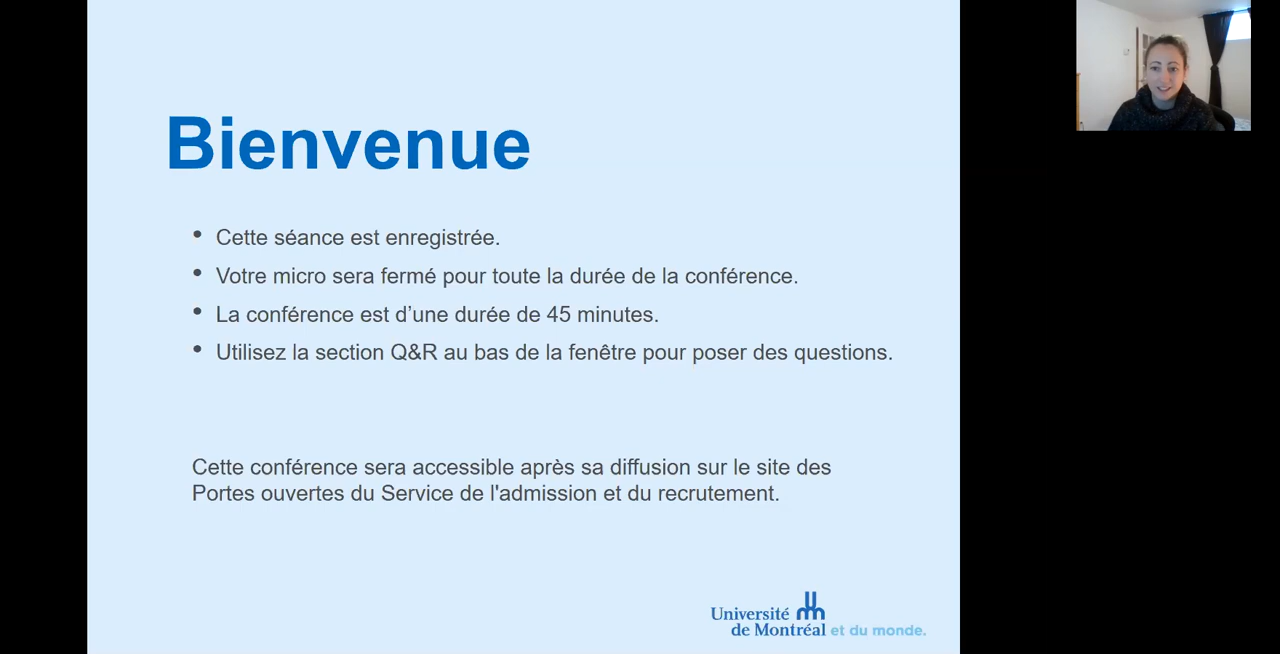 Bienvenue
• Cette séance est enregistrée.
• Votre micro sera fermé pour toute la durée de la conférence.
• La conférence est d’une durée de 45 minutes.
• Utilisez la section Q&R au bas de la fenêtre pour poser des questions.
Cette conférence sera accessible après sa diffusion sur le site des
Portes ouvertes du Service de l'admission et du recrutement.
Université
de Montréal et du monde.